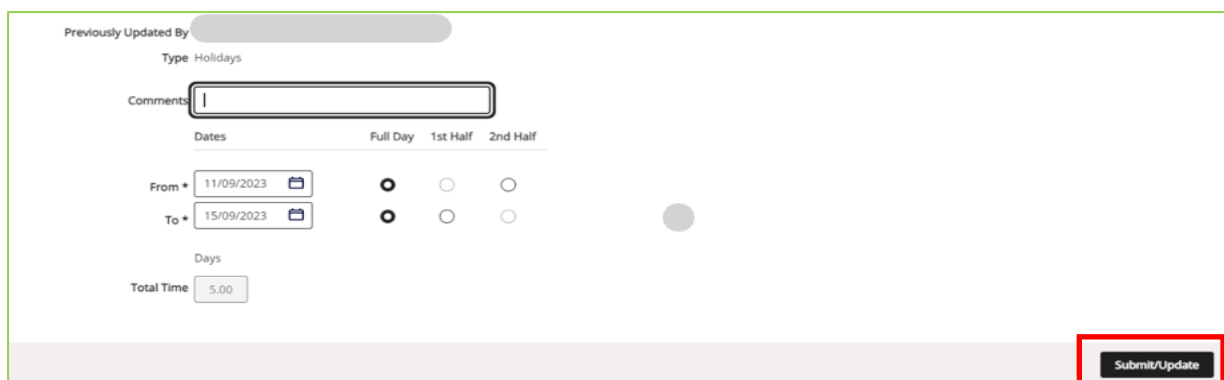 Previously Updated By
Type Holidays
Comments
Dates Full Day 1st Half 2nd Half
From * 11/09/2023
To * 15/09/2023
Days
Total Time 5.00
Submit/Update